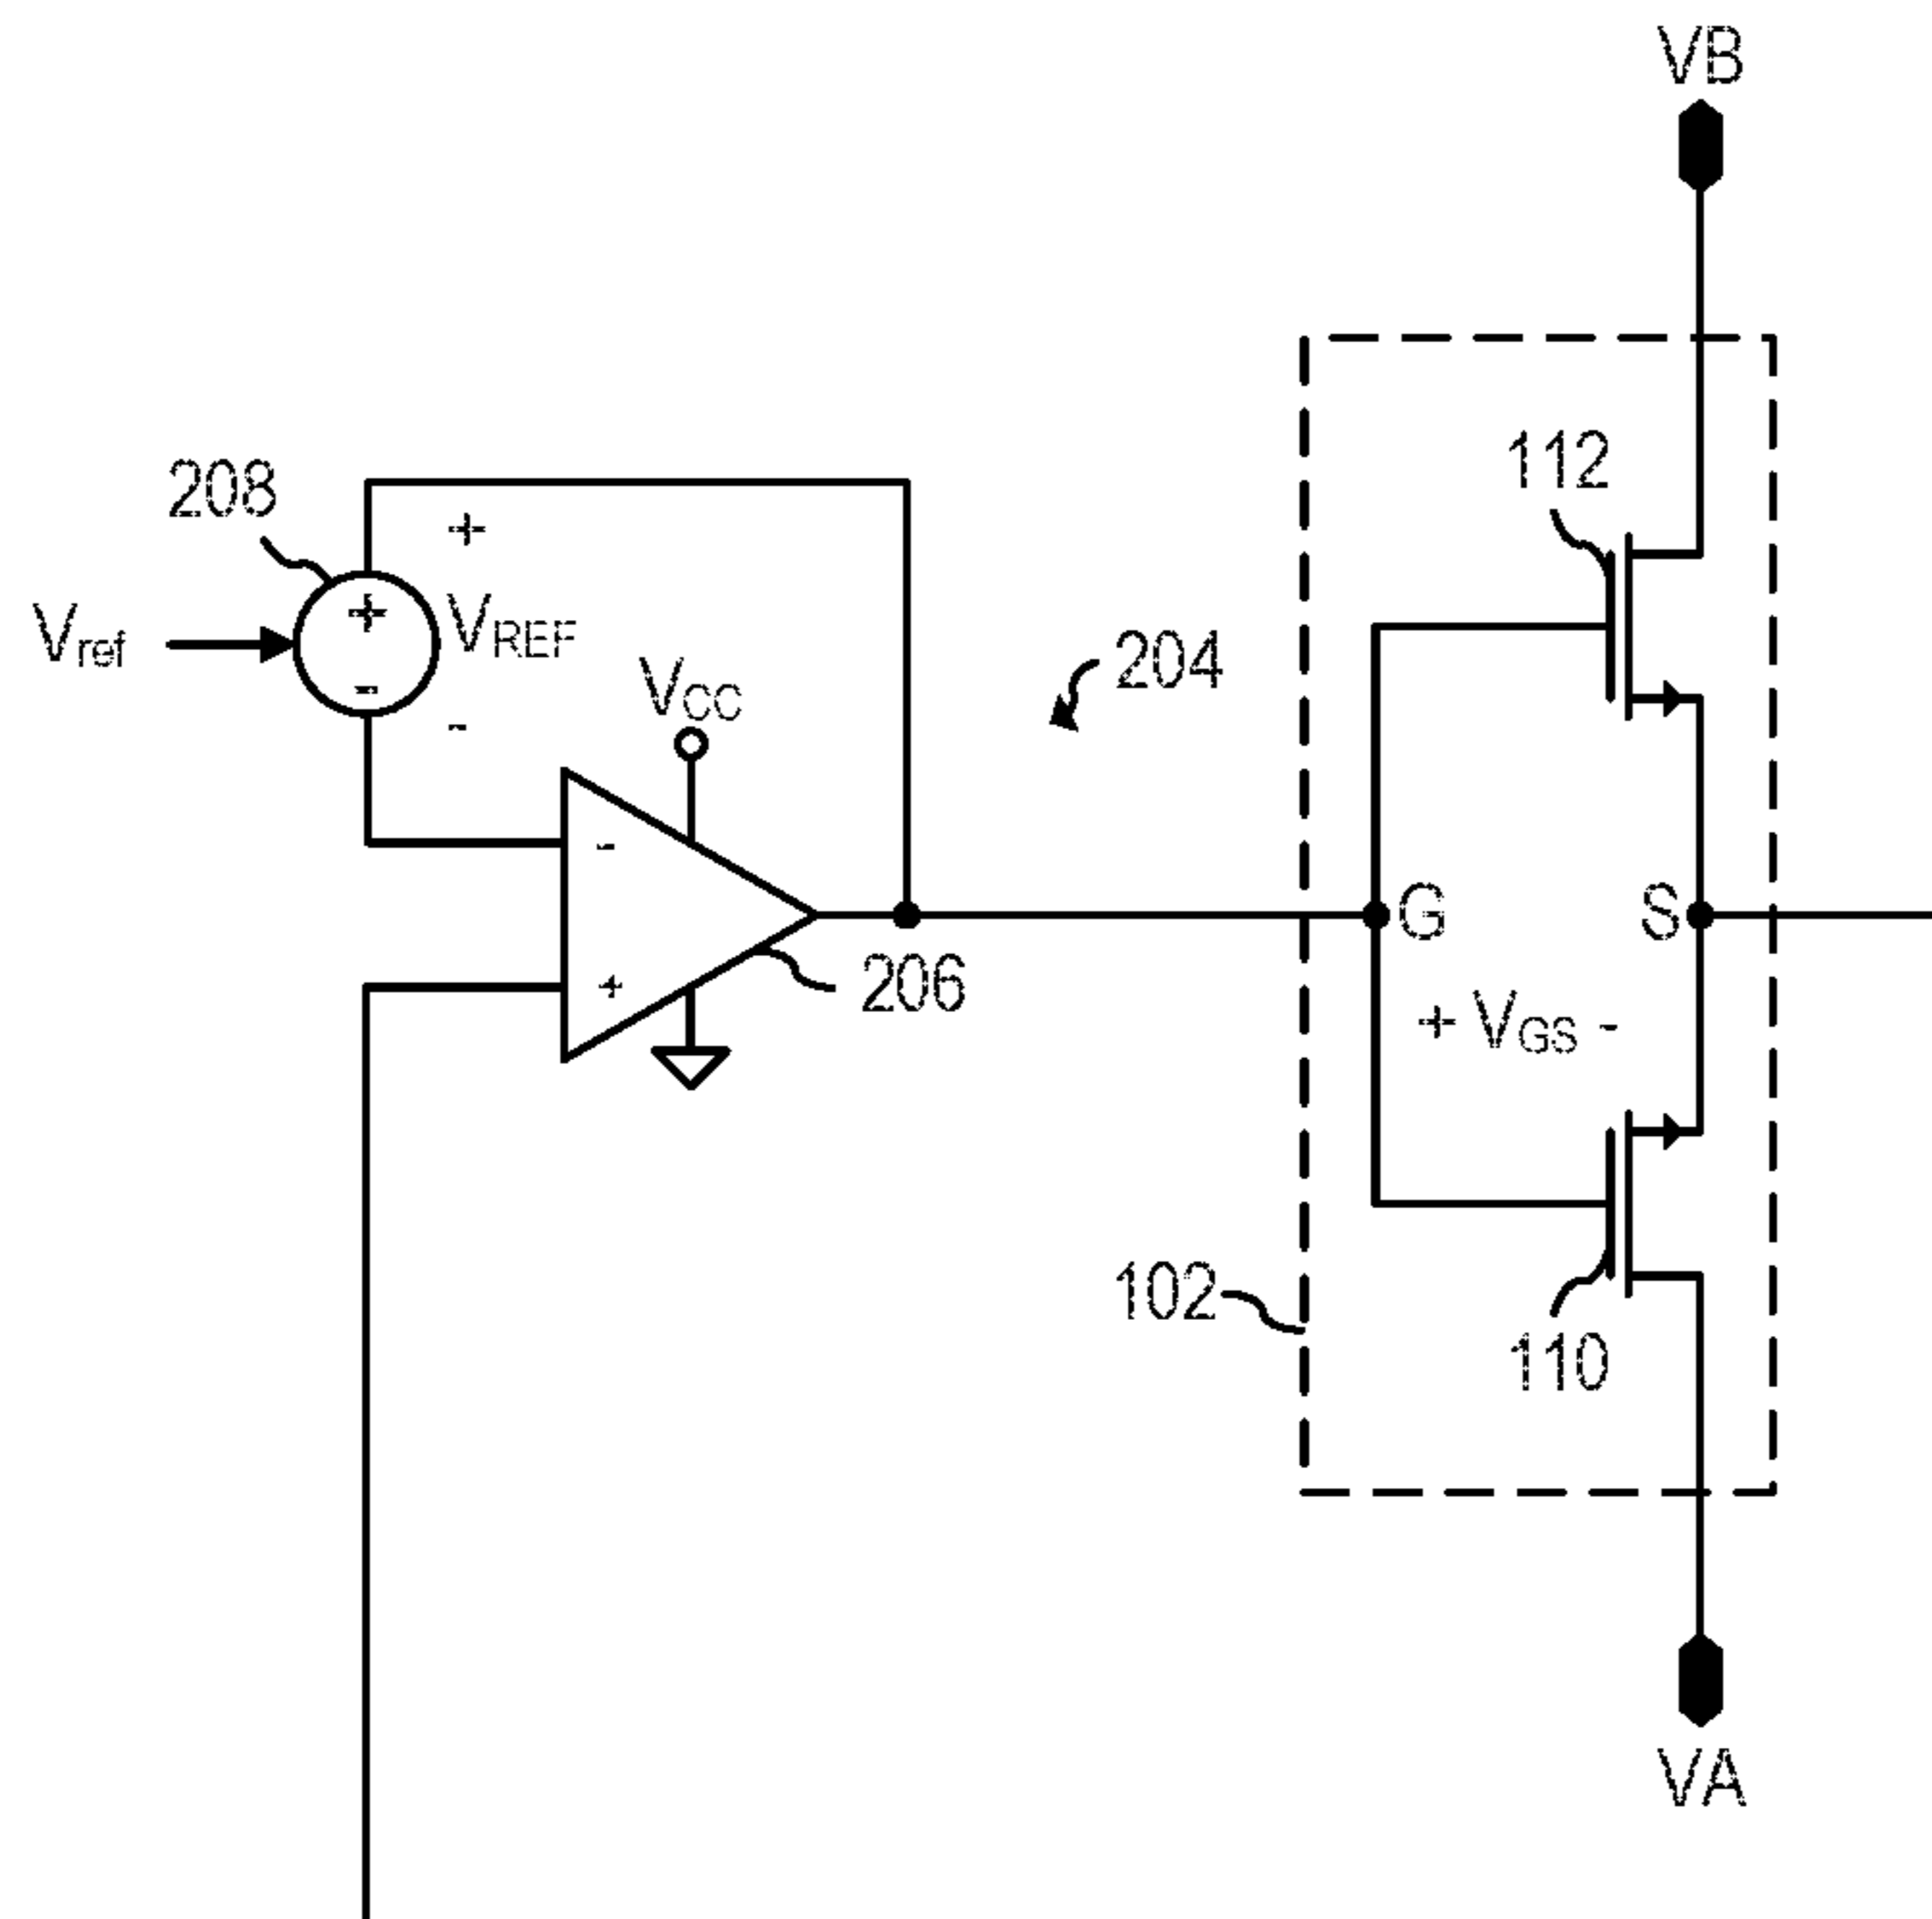 VB
112
208
+
+
Vref
VREF
-
-
VCC
204
-
G
S
+
206
+ VGS -
102
110
VA